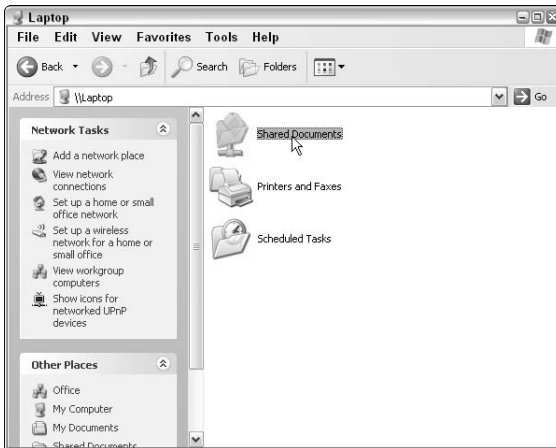 Laptop
File Edit View Favorites Tools Help
Back Search Folders
Address \\Laptop Go
Network Tasks
Add a network place
View network
connections
Set up a home or small
office network
Set up a wireless
network for a home or
small office
View workgroup
computers
Show icons for
networked UPnP
devices
Other Places
Office
My Computer
My Documents
Shared Documents
Shared Documents
Printers and Faxes
Scheduled Tasks